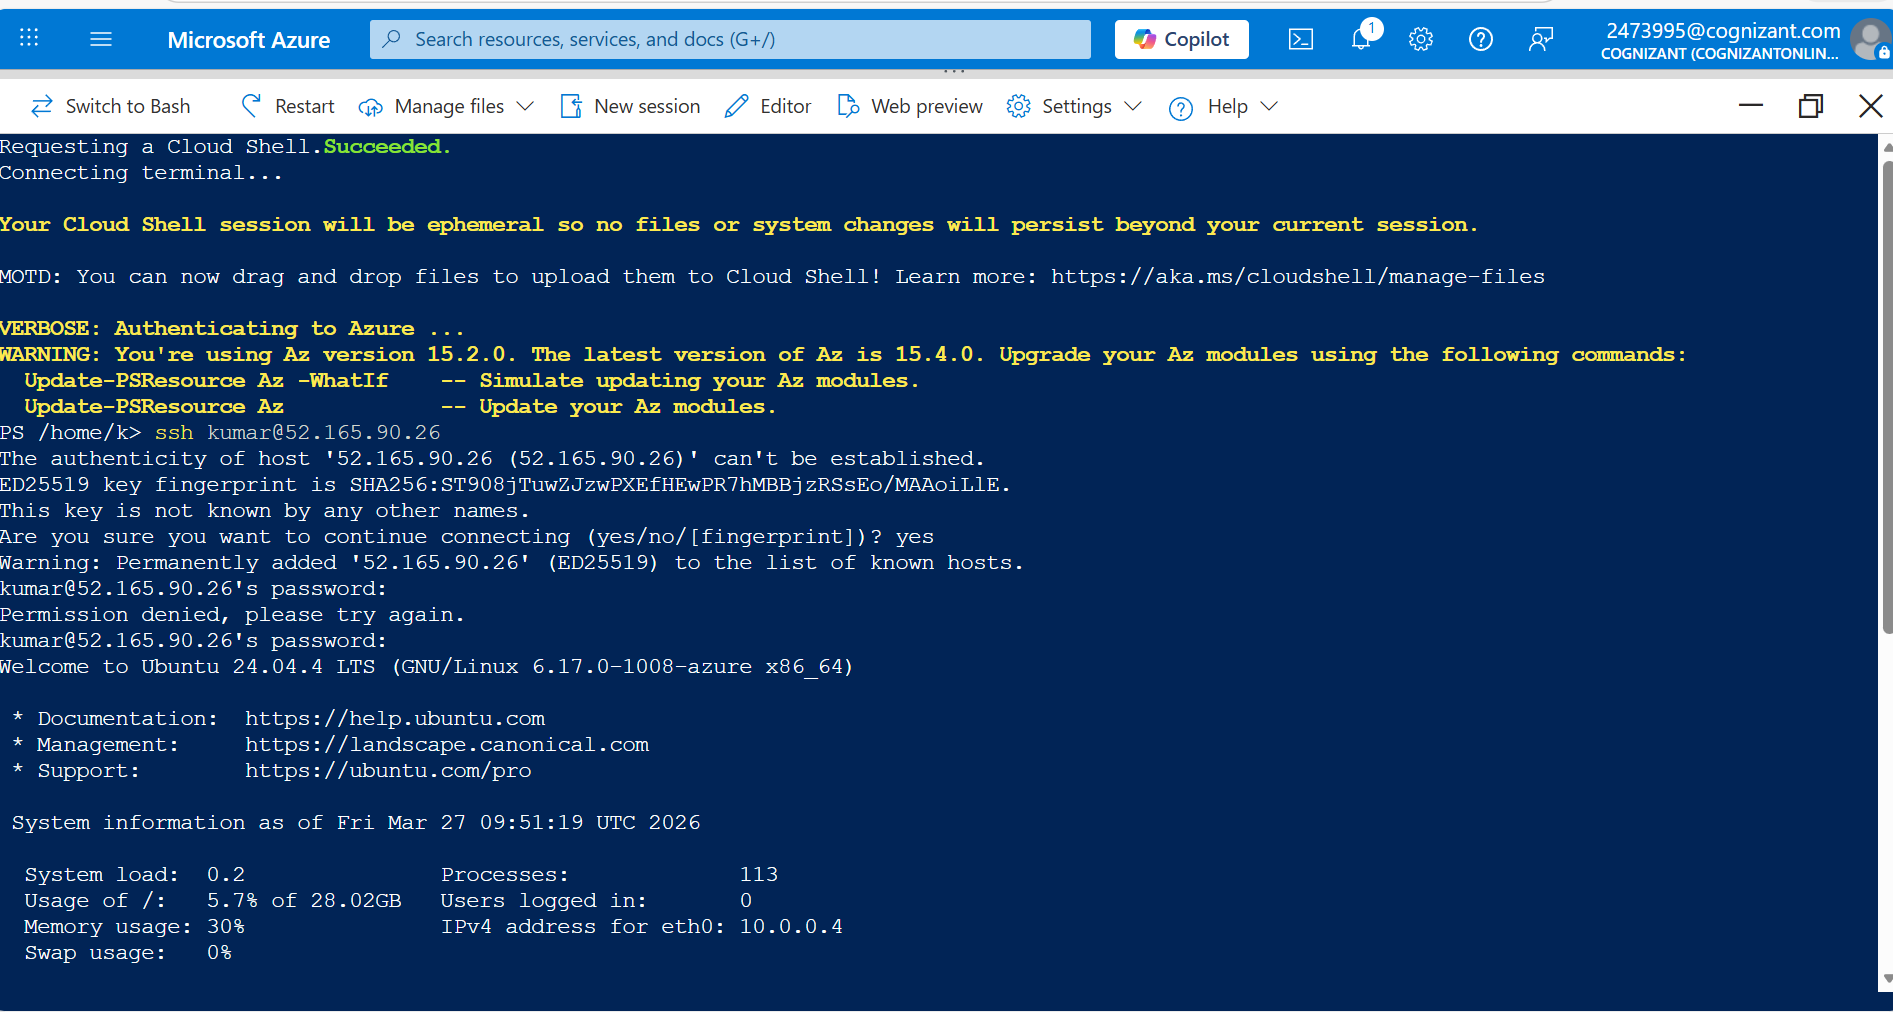 Microsoft Azure
Search resources, services, and docs (G+/)
Copilot
1
2473995@cognizant.com
COGNIZANT (COGNIZANTONLIN...
Switch to Bash
Restart
Manage files
New session
Editor
Web preview
Settings
Help
Requesting a Cloud Shell.Succeeded.
Connecting terminal...
Your Cloud Shell session will be ephemeral so no files or system changes will persist beyond your current session.
MOTD: You can now drag and drop files to upload them to Cloud Shell! Learn more: https://aka.ms/cloudshell/manage-files
VERBOSE: Authenticating to Azure ...
WARNING: You're using Az version 15.2.0. The latest version of Az is 15.4.0. Upgrade your Az modules using the following commands:
Update-PSResource Az -WhatIf    -- Simulate updating your Az modules.
Update-PSResource Az            -- Update your Az modules.
PS /home/k> ssh kumar@52.165.90.26
The authenticity of host '52.165.90.26 (52.165.90.26)' can't be established.
ED25519 key fingerprint is SHA256:ST908jTuwZJzwPXEfHEwPR7hMBBjzRSsEo/MAAoiLlE.
This key is not known by any other names.
Are you sure you want to continue connecting (yes/no/[fingerprint])? yes
Warning: Permanently added '52.165.90.26' (ED25519) to the list of known hosts.
kumar@52.165.90.26's password:
Permission denied, please try again.
kumar@52.165.90.26's password:
Welcome to Ubuntu 24.04.4 LTS (GNU/Linux 6.17.0-1008-azure x86_64)
* Documentation:  https://help.ubuntu.com
* Management:     https://landscape.canonical.com
* Support:        https://ubuntu.com/pro
System information as of Fri Mar 27 09:51:19 UTC 2026
System load:  0.2               Processes:             113
Usage of /:   5.7% of 28.02GB   Users logged in:       0
Memory usage: 30%               IPv4 address for eth0: 10.0.0.4
Swap usage:   0%